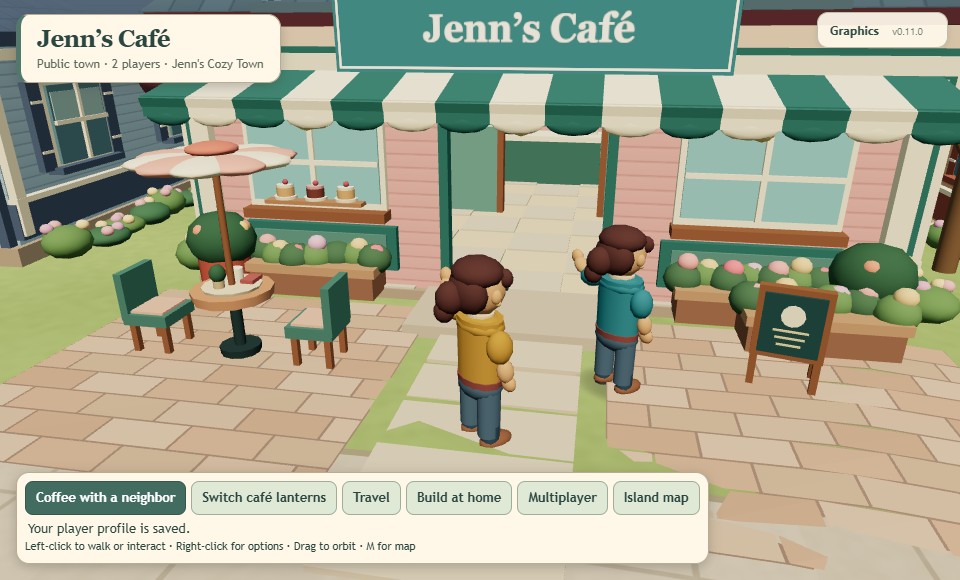 Jenn's Café
Public town · 2 players · Jenn's Cozy Town
Jenn's Café
Graphics v0.11.0
Coffee with a neighbor
Switch café lanterns
Travel
Build at home
Multiplayer
Island map
Your player profile is saved.
Left-click to walk or interact · Right-click for options · Drag to orbit · M for map